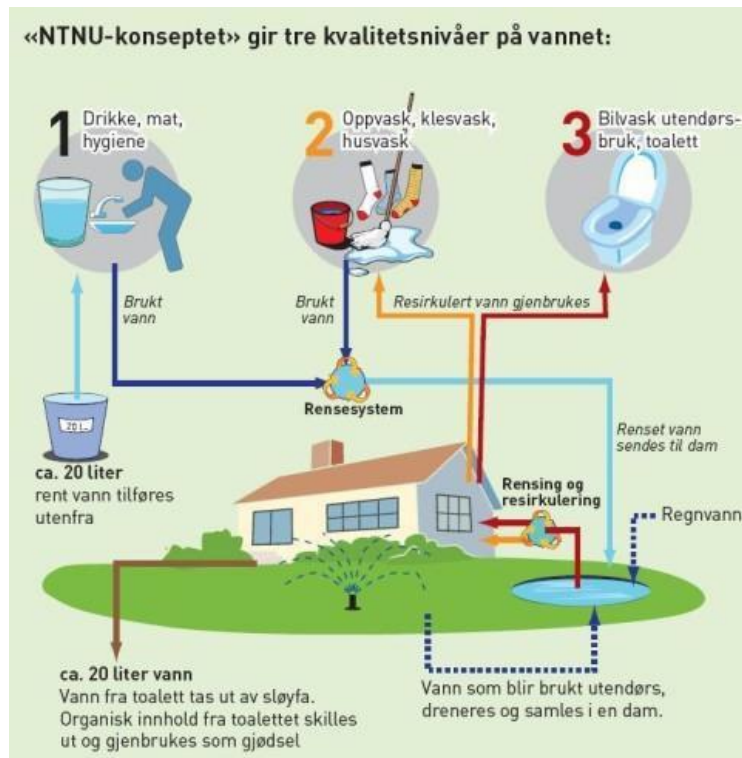 «NTNU-konseptet» gir tre kvalitetsnivåer på vannet:
1 Drikke, mat,
hygiene
2 Oppvask, klesvask,
husvask
3 Bilvask utendørs-
bruk, toalett
Brukt
vann
Brukt
vann
Resirkulert vann gjenbrukes
Rensesystem
20 L
ca. 20 liter
rent vann tilføres
utenfra
Renset vann
sendes til dam
Rensing og
resirkulering
Regnvann
ca. 20 liter vann
Vann fra toalett tas ut av sløyfa.
Organisk innhold fra toalettet skilles
ut og gjenbrukes som gjødsel
Vann som blir brukt utendørs,
dreneres og samles i en dam.